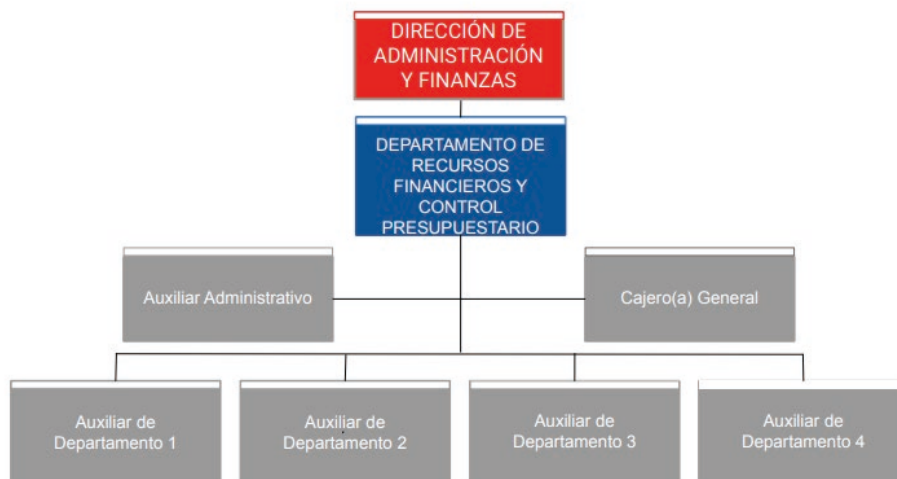 DIRECCIÓN DE
ADMINISTRACIÓN
Y FINANZAS
DEPARTAMENTO DE
RECURSOS
FINANCIEROS Y
CONTROL
PRESUPUESTARIO
Auxiliar Administrativo
Cajero(a) General
Auxiliar de
Departamento 1
Auxiliar de
Departamento 2
Auxiliar de
Departamento 3
Auxiliar de
Departamento 4